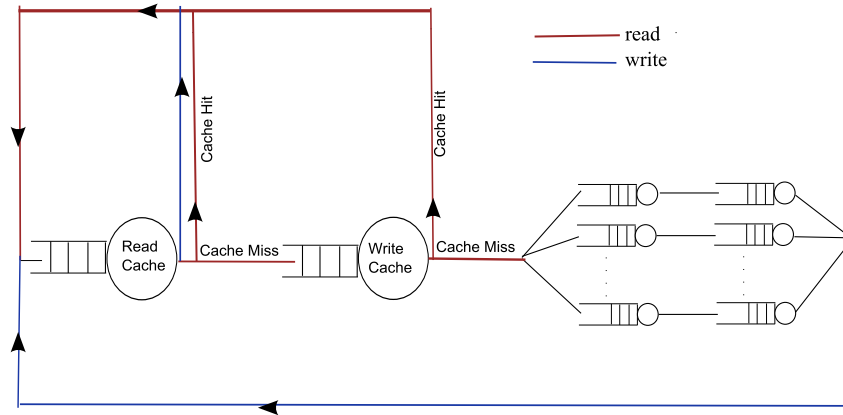 read
write
Cache Hit
Cache Hit
Read
Cache
Cache Miss
Write
Cache
Cache Miss